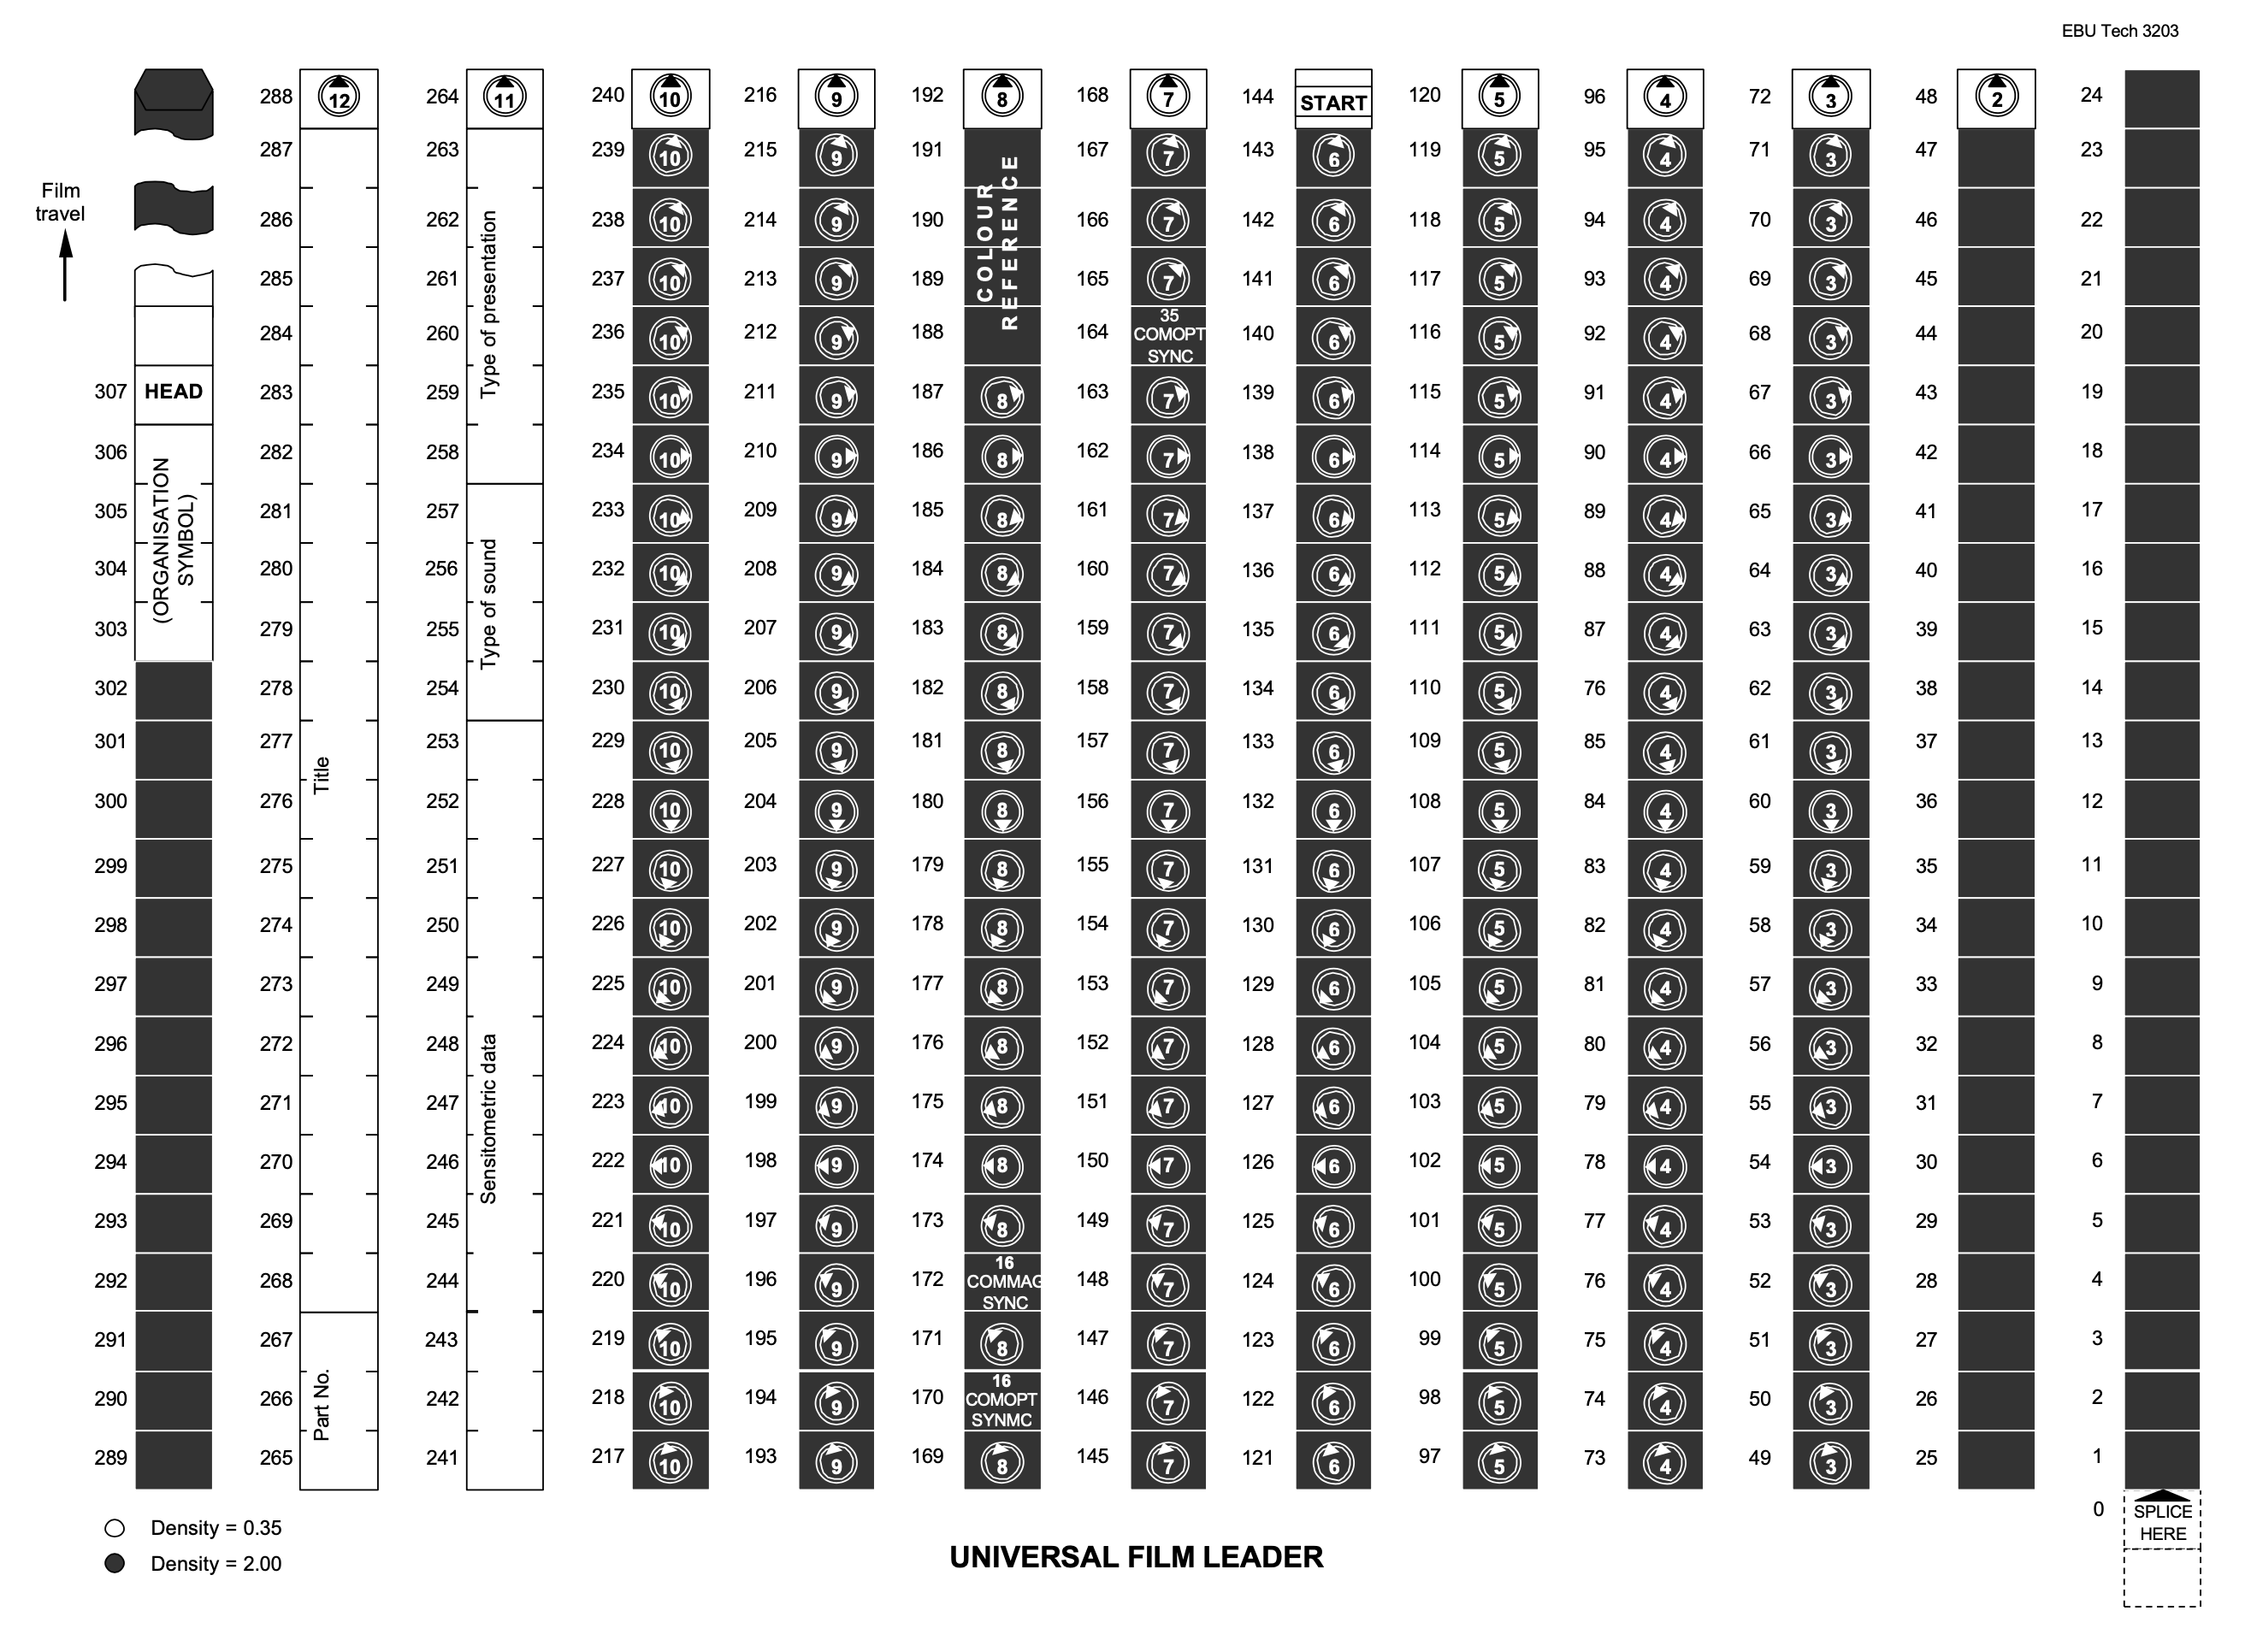 EBU Tech 3203
Film
travel
288 12 264 11 240 10 216 9 192 8 168 7 144 START 120 5 96 4 72 3 48 2 24
287 263 239 10 215 9 191 167 7 143 6 119 5 95 4 71 3 47 23
286 262 238 10 214 9 190 166 7 142 6 118 5 94 4 70 3 46 22
285 261 237 10 213 9 189 165 7 141 6 117 5 93 4 69 3 45 21
COLOUR
REFERENCE
Type of presentation
284 260 236 10 212 9 188 164 35 COMOPT SYNC 140 6 116 5 92 4 68 3 44 20
307 HEAD 283 259 235 10 211 9 187 8 163 7 139 6 115 5 91 4 67 3 43 19
306 282 258 234 10 210 9 186 8 162 7 138 6 114 5 90 4 66 3 42 18
305 281 257 233 10 209 9 185 8 161 7 137 6 113 5 89 4 65 3 41 17
(ORGANISATION
SYMBOL)
Type of sound
304 280 256 232 10 208 9 184 8 160 7 136 6 112 5 88 4 64 3 40 16
303 279 255 231 10 207 9 183 8 159 7 135 6 111 5 87 4 63 3 39 15
302 278 254 230 10 206 9 182 8 158 7 134 6 110 5 76 4 62 3 38 14
301 277 253 229 10 205 9 181 8 157 7 133 6 109 5 85 4 61 3 37 13
Title
300 276 252 228 10 204 9 180 8 156 7 132 6 108 5 84 4 60 3 36 12
299 275 251 227 10 203 9 179 8 155 7 131 6 107 5 83 4 59 3 35 11
298 274 250 226 10 202 9 178 8 154 7 130 6 106 5 82 4 58 3 34 10
297 273 249 225 10 201 9 177 8 153 7 129 6 105 5 81 4 57 3 33 9
296 272 248 224 10 200 9 176 8 152 7 128 6 104 5 80 4 56 3 32 8
Sensitometric data
295 271 247 223 10 199 9 175 8 151 7 127 6 103 5 79 4 55 3 31 7
294 270 246 222 10 198 9 174 8 150 7 126 6 102 5 78 4 54 3 30 6
293 269 245 221 10 197 9 173 8 149 7 125 6 101 5 77 4 53 3 29 5
292 268 244 220 10 196 9 172 16 COMMAG SYNC 148 7 124 6 100 5 76 4 52 3 28 4
291 267 243 219 10 195 9 171 8 147 7 123 6 99 5 75 4 51 3 27 3
Part No.
290 266 242 218 10 194 9 170 16 COMOPT SYNMC 146 7 122 6 98 5 74 4 50 3 26 2
289 265 241 217 10 193 9 169 8 145 7 121 6 97 5 73 4 49 3 25 1
0 SPLICE
HERE
Density = 0.35
Density = 2.00
UNIVERSAL FILM LEADER